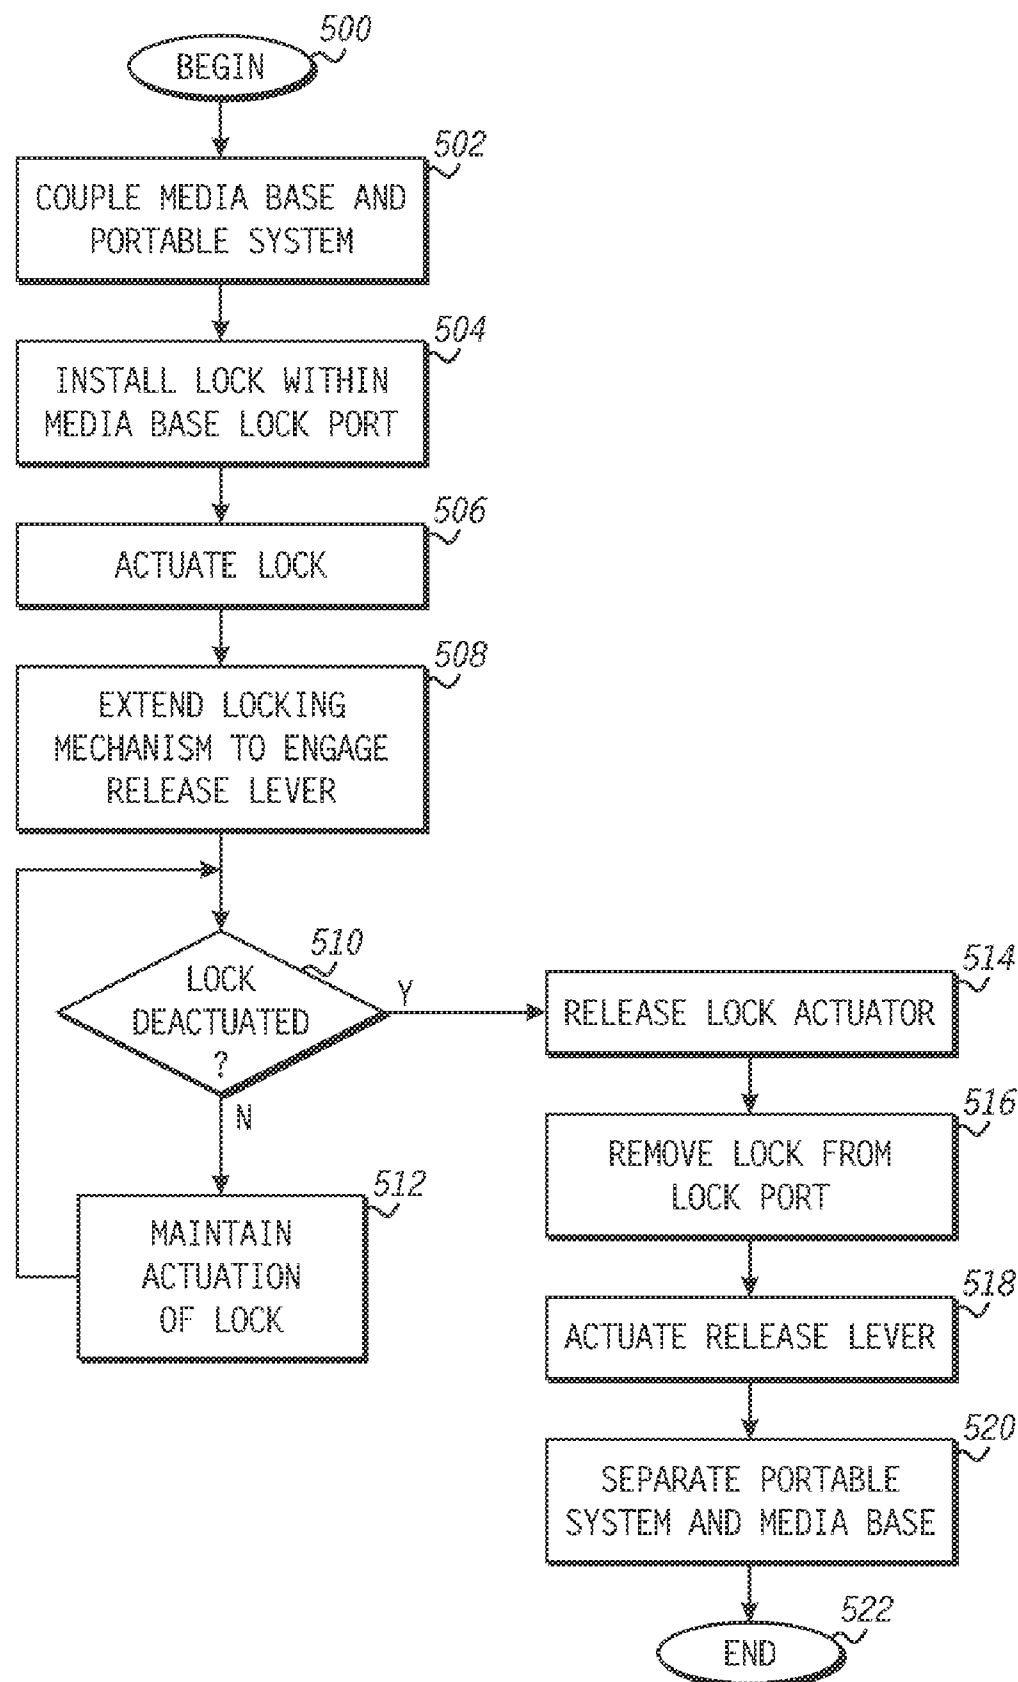 500
BEGIN
502
COUPLE MEDIA BASE AND
PORTABLE SYSTEM
504
INSTALL LOCK WITHIN
MEDIA BASE LOCK PORT
506
ACTUATE LOCK
508
EXTEND LOCKING
MECHANISM TO ENGAGE
RELEASE LEVER
510
LOCK
DEACTUATED
?
Y
N
512
MAINTAIN
ACTUATION
OF LOCK
514
RELEASE LOCK ACTUATOR
516
REMOVE LOCK FROM
LOCK PORT
518
ACTUATE RELEASE LEVER
520
SEPARATE PORTABLE
SYSTEM AND MEDIA BASE
522
END